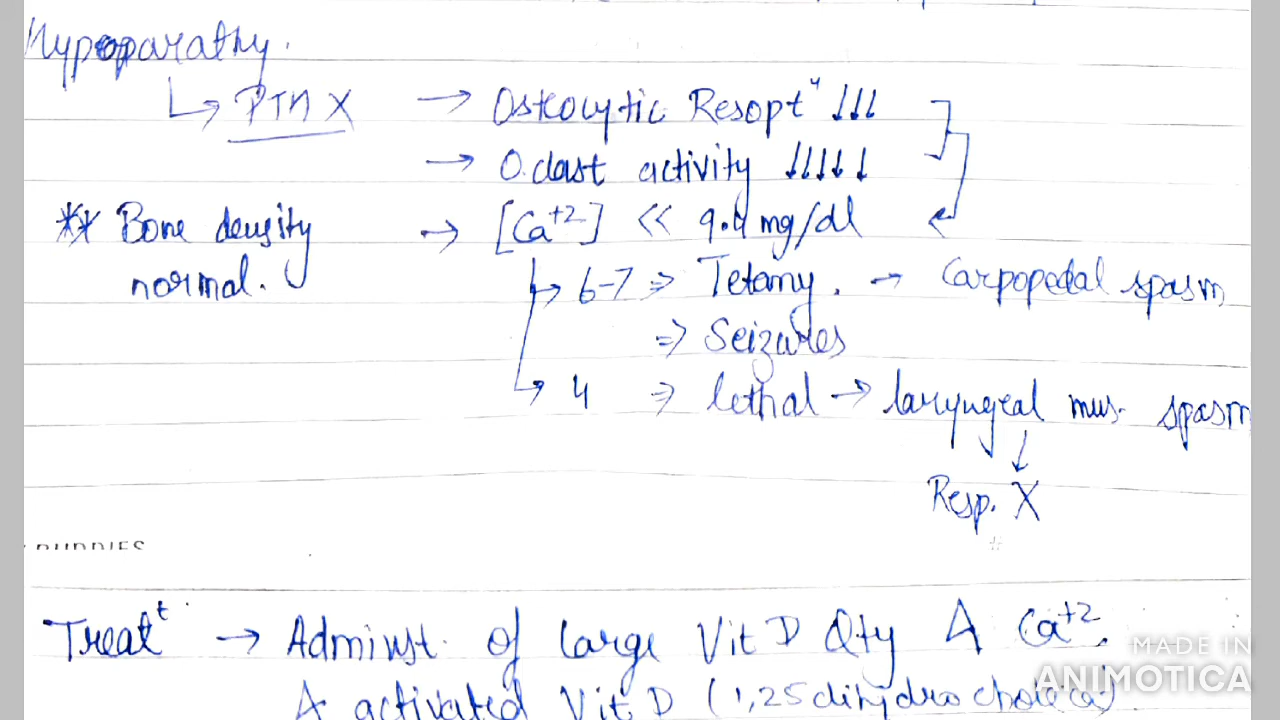 Hypoparathy.
↳ PTH X → Osteocytic Resoptⁿ ↓↓↓
→ O.clast activity ↓↓↓↓↓
** Bone density normal.
→ [Ca+2] << 9.4 mg/dl
↳ 6-7 ⇒ Tetany. → Carpopedal spasm
⇒ Seizures
↳ 4 ⇒ lethal → laryngeal mus. spasm
↓
Resp. X
BUDDIES
Treatᵗ → Administ. of large Vit D Qty & Ca+2.
& activated Vit D (1,25 dihydro
MADE IN
ANIMOTICA